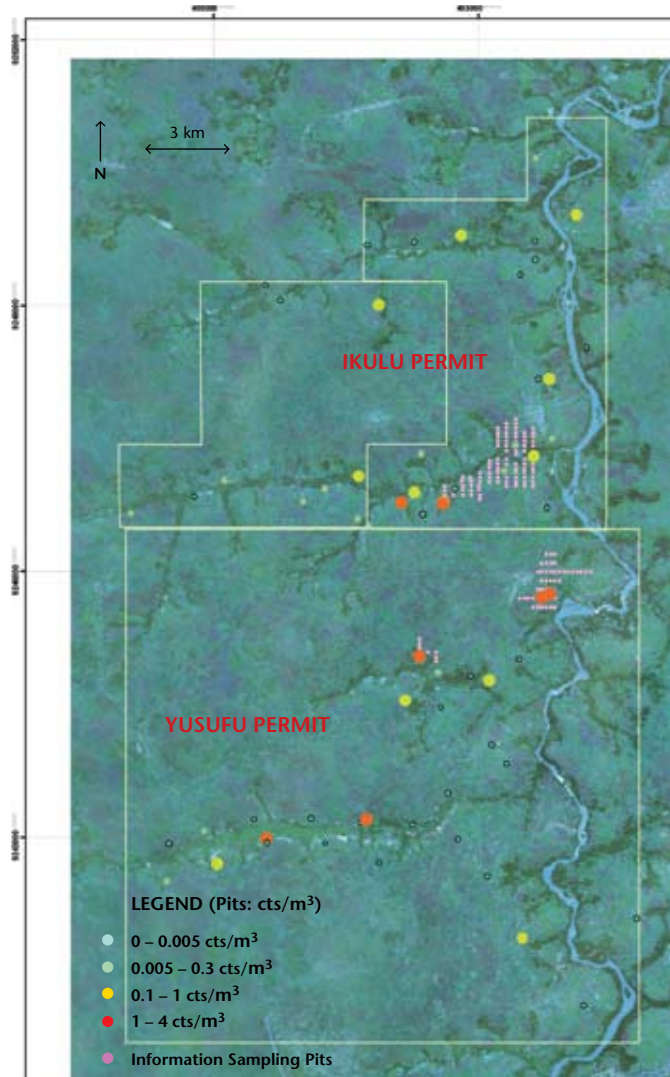 3 km
N
IKULU PERMIT
YUSUFU PERMIT
LEGEND (Pits: cts/m³)
0 – 0.005 cts/m³
0.005 – 0.3 cts/m³
0.1 – 1 cts/m³
1 – 4 cts/m³
Information Sampling Pits